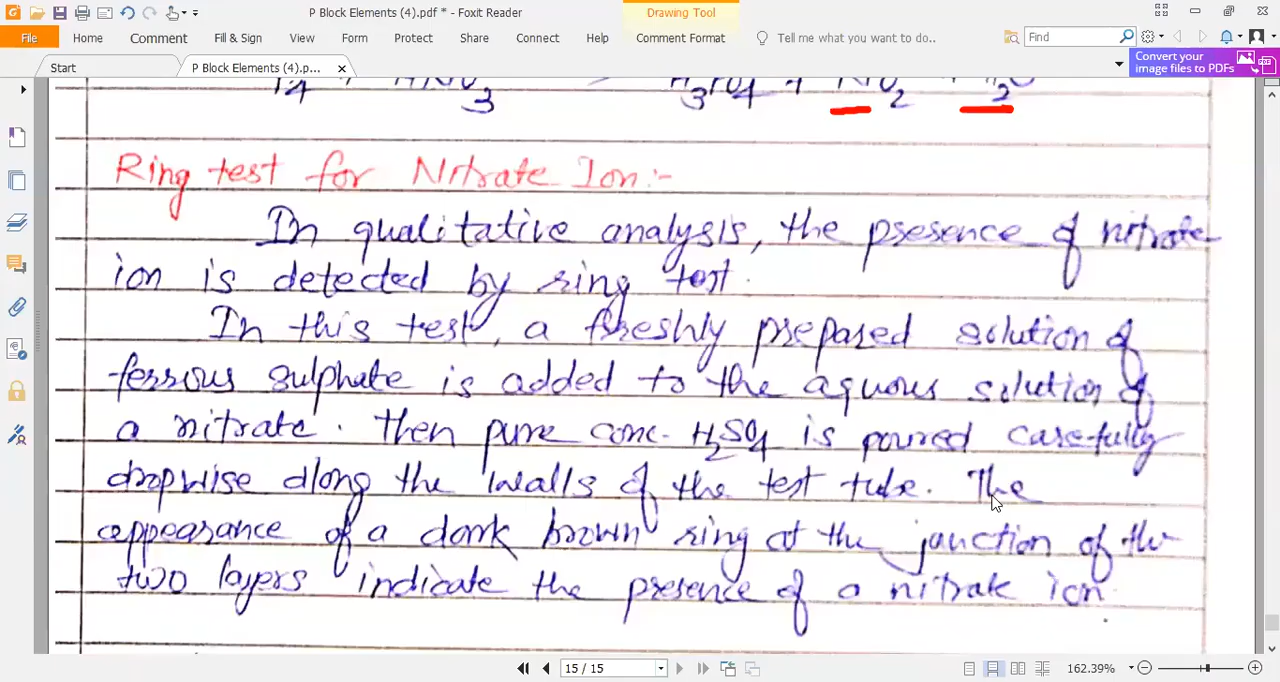 P Block Elements (4).pdf * - Foxit Reader
Drawing Tool
File Home Comment Fill & Sign View Form Protect Share Connect Help Comment Format Tell me what you want to do.. Find
Start P Block Elements (4).p...
Convert your
image files to PDFs
Ring test for Nitrate Ion:-
In qualitative analysis, the presence of nitrate
ion is detected by ring test.
In this test, a freshly prepared solution of
ferrous sulphate is added to the aquous solution of
a nitrate. Then pure conc. H2SO4 is poured carefully
dropwise along the walls of the test tube. The
appearance of a dark brown ring at the junction of the
two layers indicate the presence of a nitrate ion.
15 / 15
162.39%